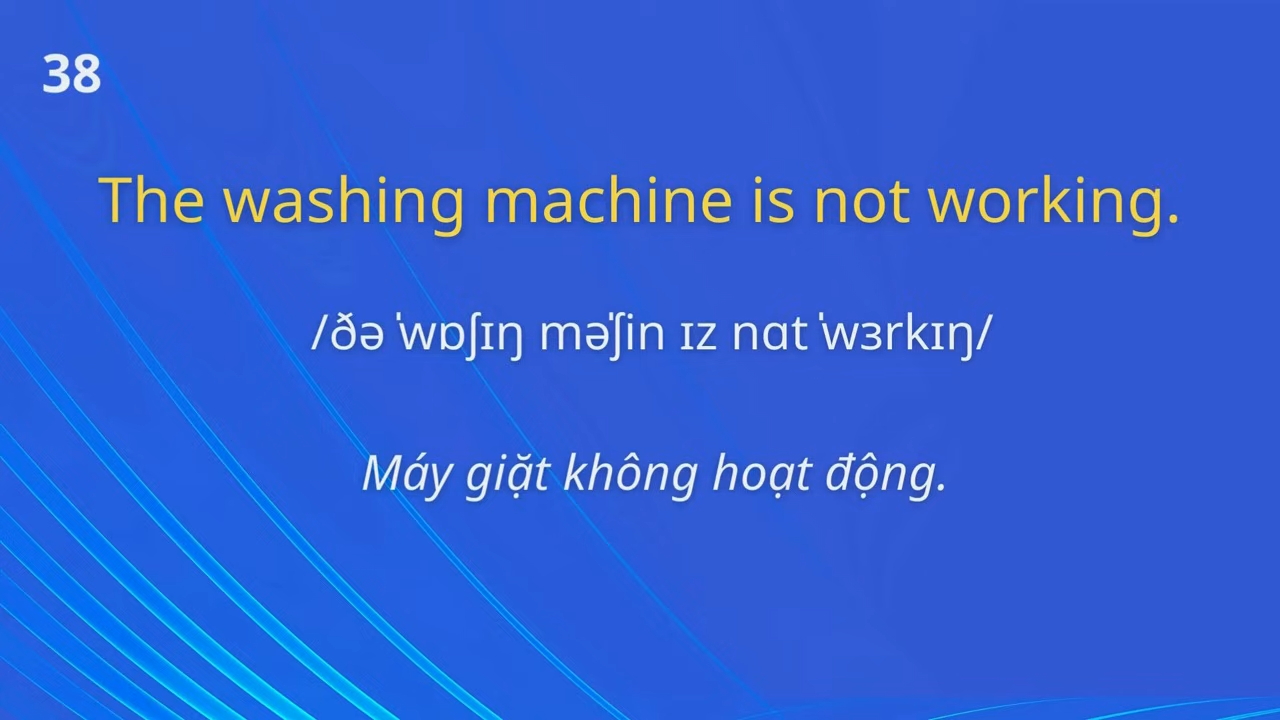 38
The washing machine is not working.
/ðə ˈwɒʃɪŋ məˈʃin ɪz nɑt ˈwɜrkɪŋ/
Máy giặt không hoạt động.